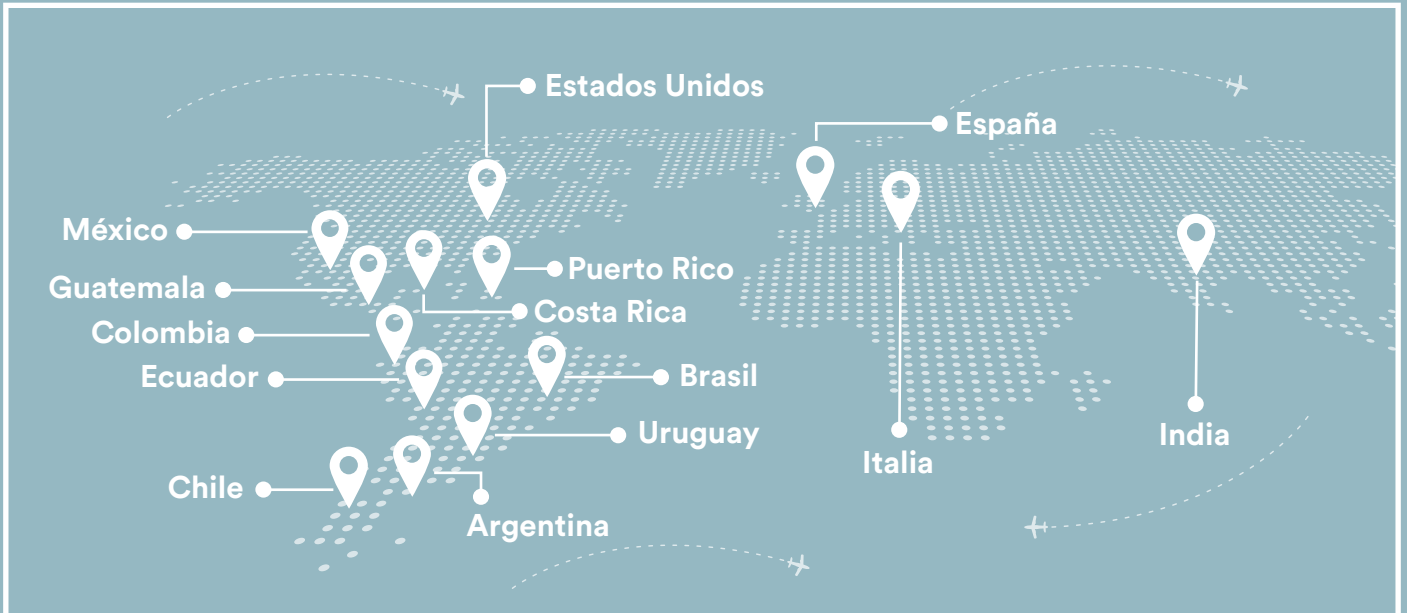 Estados Unidos
España
México
Puerto Rico
Guatemala
Costa Rica
Colombia
Ecuador
Brasil
Uruguay
India
Italia
Chile
Argentina